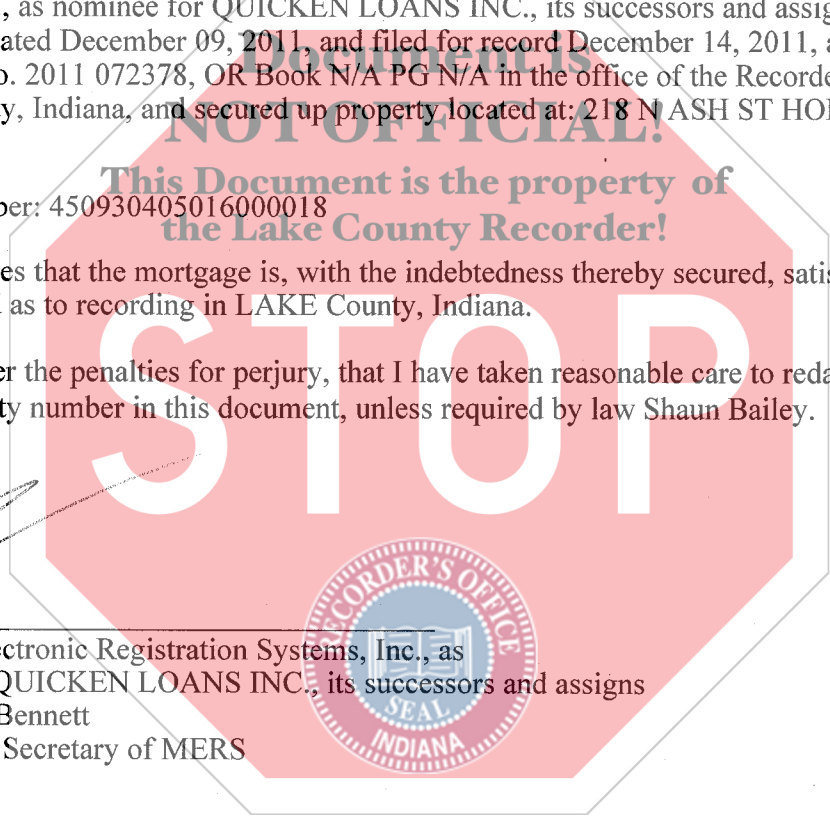 , as nominee for QUICKEN LOANS INC., its successors and assig
ated December 09, 2011, and filed for record December 14, 2011, a
Document is
o. 2011 072378, OR Book N/A PG N/A in the office of the Recorde
y, Indiana, and secured up property located at: 218 N ASH ST HO
NOT OFFICIAL!
This Document is the property of
ber: 450930405016000018
the Lake County Recorder!
es that the mortgage is, with the indebtedness thereby secured, satis
as to recording in LAKE County, Indiana.
er the penalties for perjury, that I have taken reasonable care to reda
ty number in this document, unless required by law Shaun Bailey.
STOP
RECORDER'S OFFICE
ctronic Registration Systems, Inc., as
QUICKEN LOANS INC., its successors and assigns
SEAL
Bennett
INDIANA
Secretary of MERS